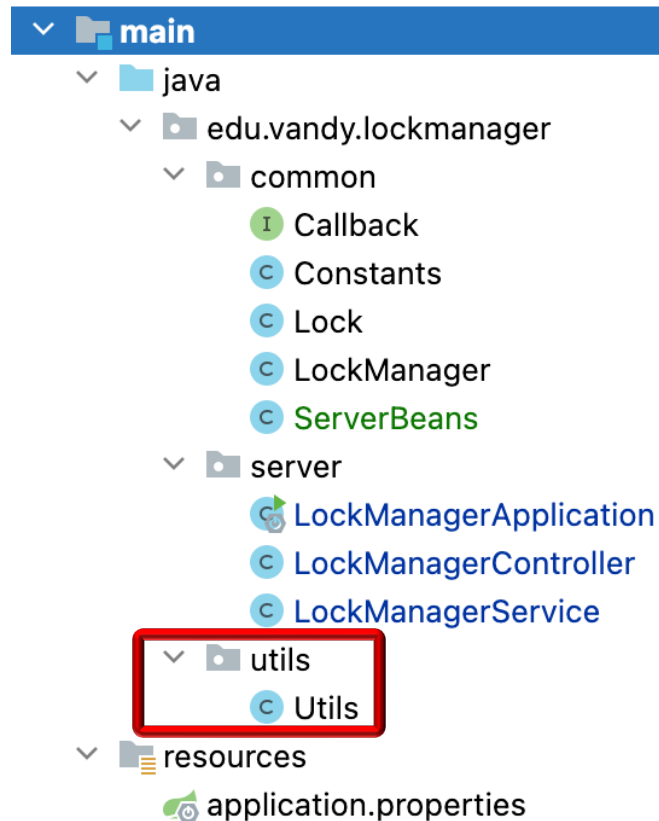 main
java
edu.vandy.lockmanager
common
I Callback
C Constants
C Lock
C LockManager
C ServerBeans
server
C LockManagerApplication
C LockManagerController
C LockManagerService
utils
C Utils
resources
application.properties